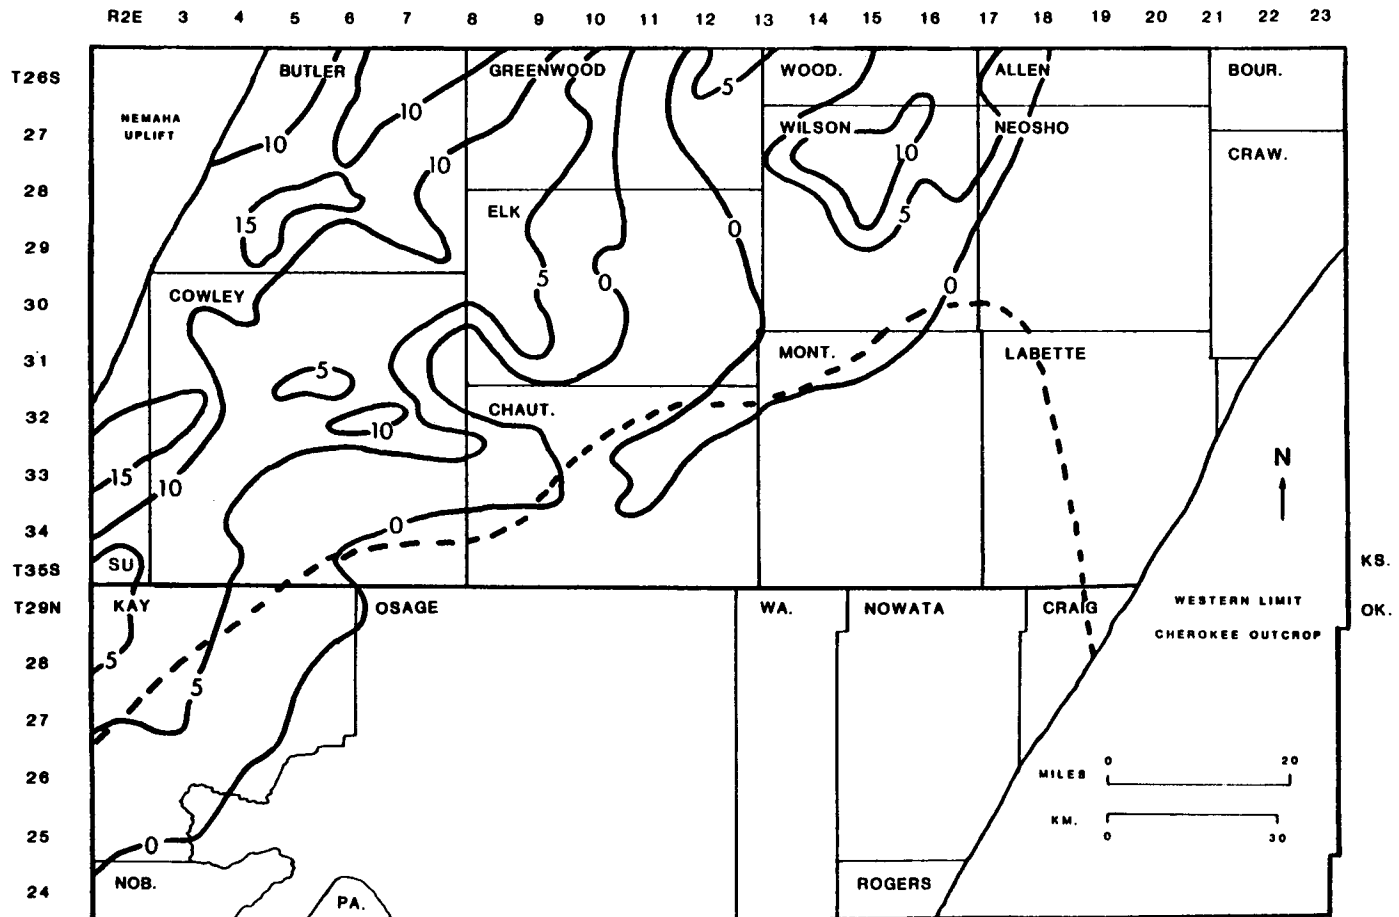 R2E 3 4 5 6 7 8 9 10 11 12 13 14 15 16 17 18 19 20 21 22 23
T26S BUTLER GREENWOOD 5 WOOD. ALLEN BOUR.
10
NEMAHA
UPLIFT
27 10 WILSON NEOSHO
10 10 CRAW.
28
ELK
15 5
29 0
5 0 0
30 COWLEY
31 MONT. LABETTE
5
32 CHAUT.
10
N
33 15
10
34 0
KS.
T35S SU
T29N KAY OSAGE WA. NOWATA CRAIG WESTERN LIMIT OK.
CHEROKEE OUTCROP
28 5
5
27
0 20
26 MILES
KM.
25 0 0 30
NOB. ROGERS
24 PA.